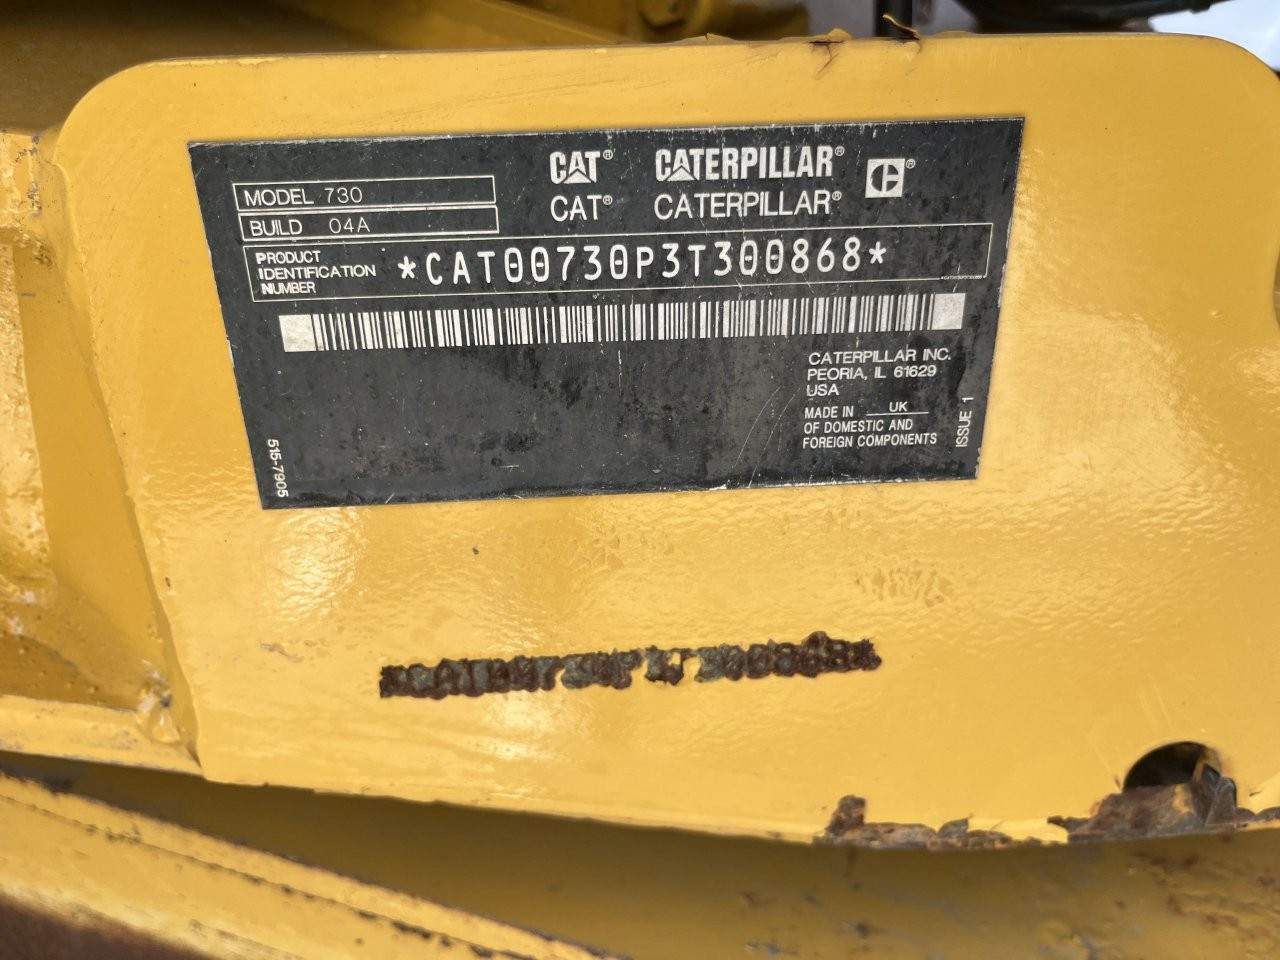 CAT® CATERPILLAR®
CAT® CATERPILLAR®
MODEL 730
BUILD 04A
PRODUCT
IDENTIFICATION
NUMBER
*CAT00730P3T300868*
CATERPILLAR INC.
PEORIA, IL 61629
USA
MADE IN UK
OF DOMESTIC AND
FOREIGN COMPONENTS
ISSUE 1
515-7905
*CAT00730P3T300868*